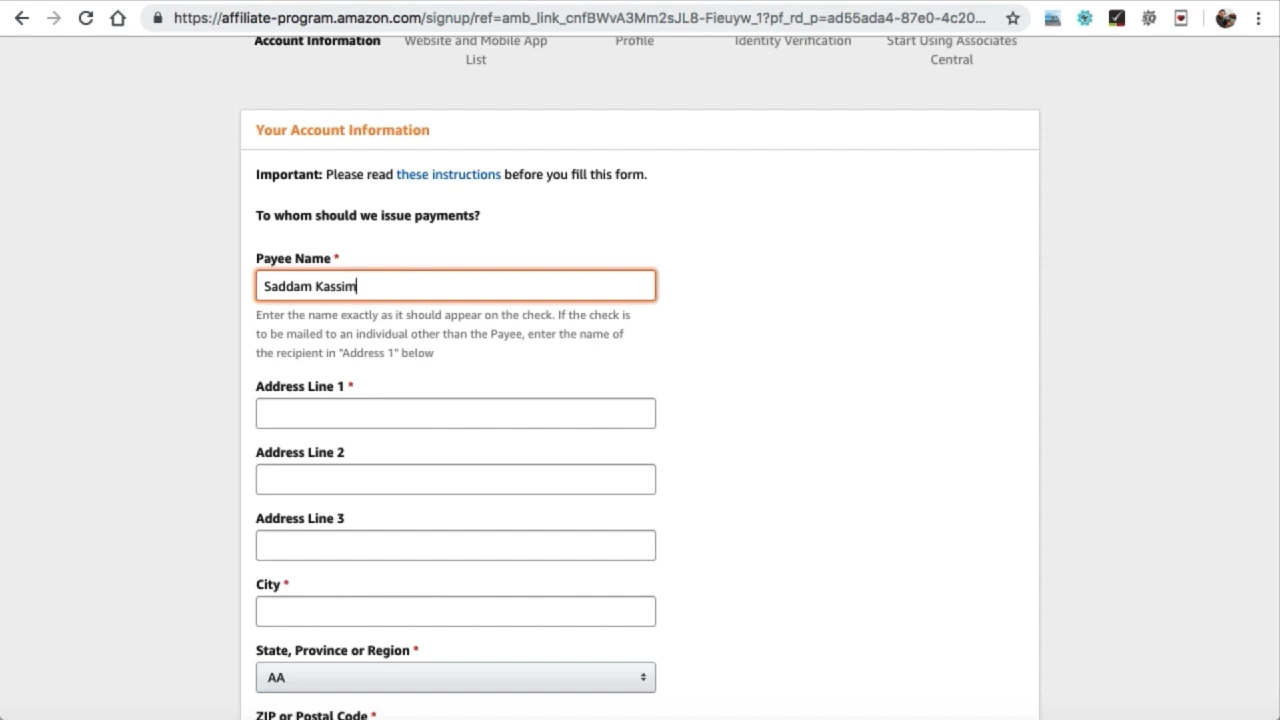 https://affiliate-program.amazon.com/signup/ref=amb_link_cnfBWvA3Mm2sJL8-Fieuyw_1?pf_rd_p=ad55ada4-87e0-4c20...
Account Information
Website and Mobile App
List
Profile
Identity Verification
Start Using Associates
Central
Your Account Information
Important: Please read these instructions before you fill this form.
To whom should we issue payments?
Payee Name *
Saddam Kassim
Enter the name exactly as it should appear on the check. If the check is
to be mailed to an individual other than the Payee, enter the name of
the recipient in "Address 1" below
Address Line 1 *
Address Line 2
Address Line 3
City *
State, Province or Region *
AA
ZIP or Postal Code *